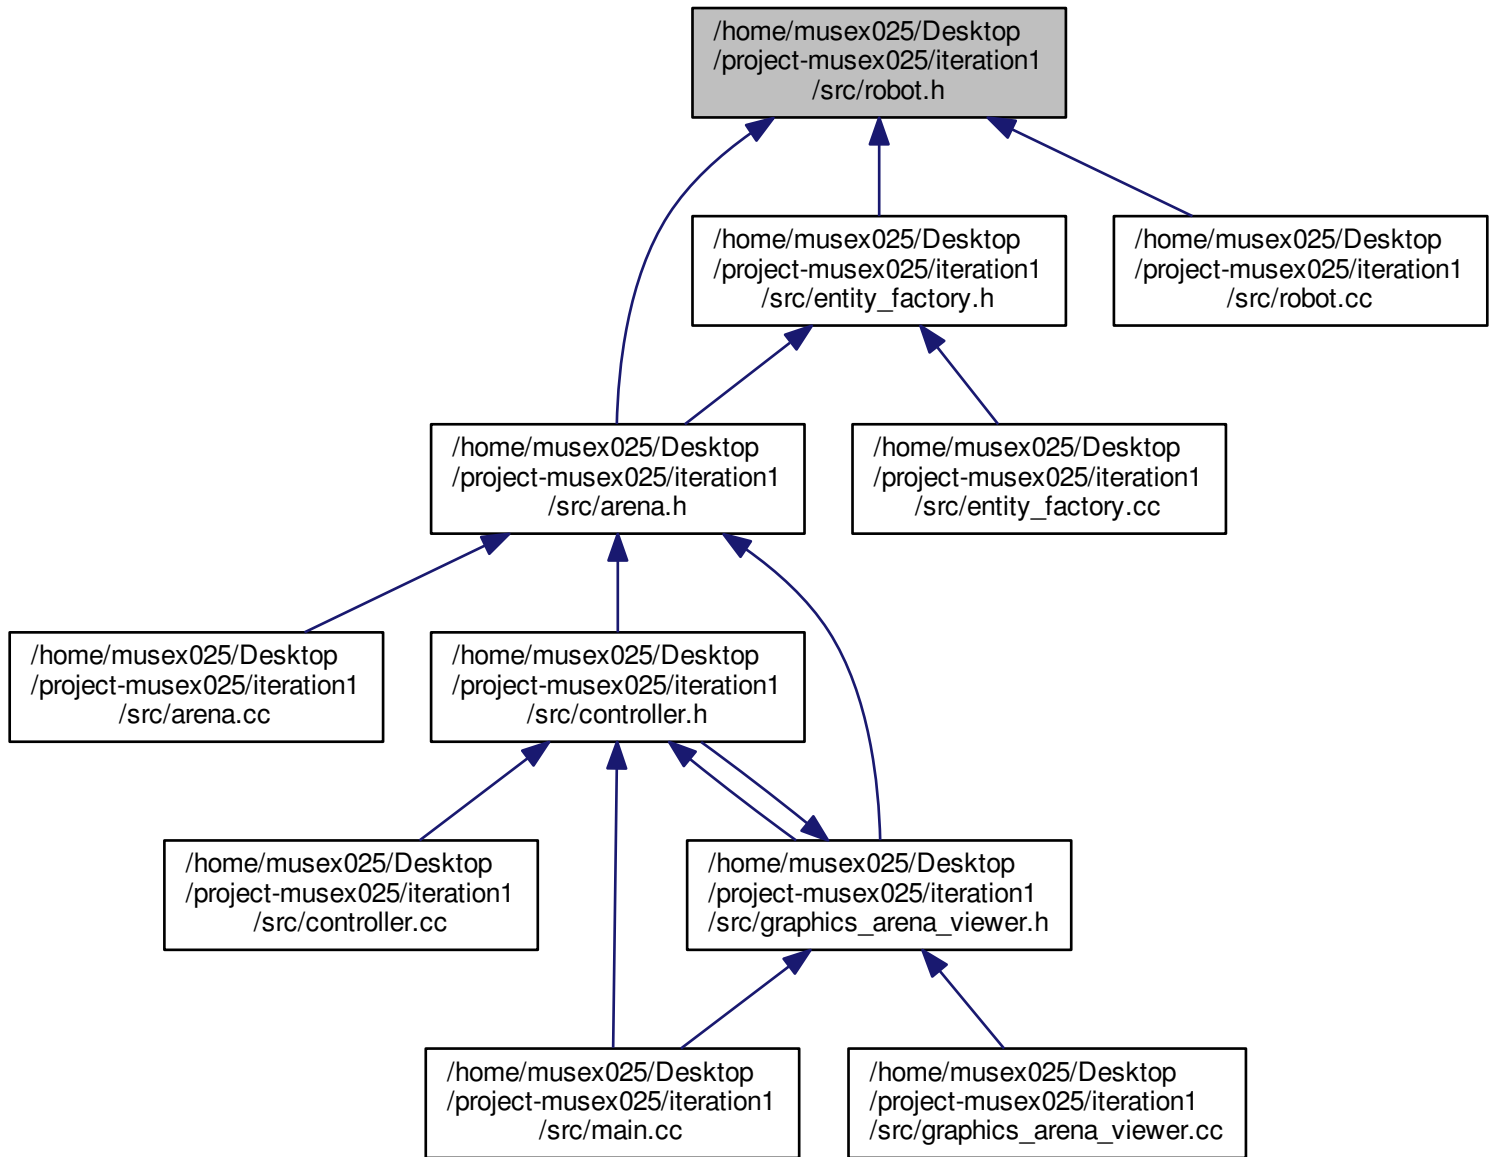 /home/musex025/Desktop
/project-musex025/iteration1
/src/robot.h
/home/musex025/Desktop
/project-musex025/iteration1
/src/entity_factory.h
/home/musex025/Desktop
/project-musex025/iteration1
/src/robot.cc
/home/musex025/Desktop
/project-musex025/iteration1
/src/arena.h
/home/musex025/Desktop
/project-musex025/iteration1
/src/entity_factory.cc
/home/musex025/Desktop
/project-musex025/iteration1
/src/arena.cc
/home/musex025/Desktop
/project-musex025/iteration1
/src/controller.h
/home/musex025/Desktop
/project-musex025/iteration1
/src/controller.cc
/home/musex025/Desktop
/project-musex025/iteration1
/src/graphics_arena_viewer.h
/home/musex025/Desktop
/project-musex025/iteration1
/src/main.cc
/home/musex025/Desktop
/project-musex025/iteration1
/src/graphics_arena_viewer.cc